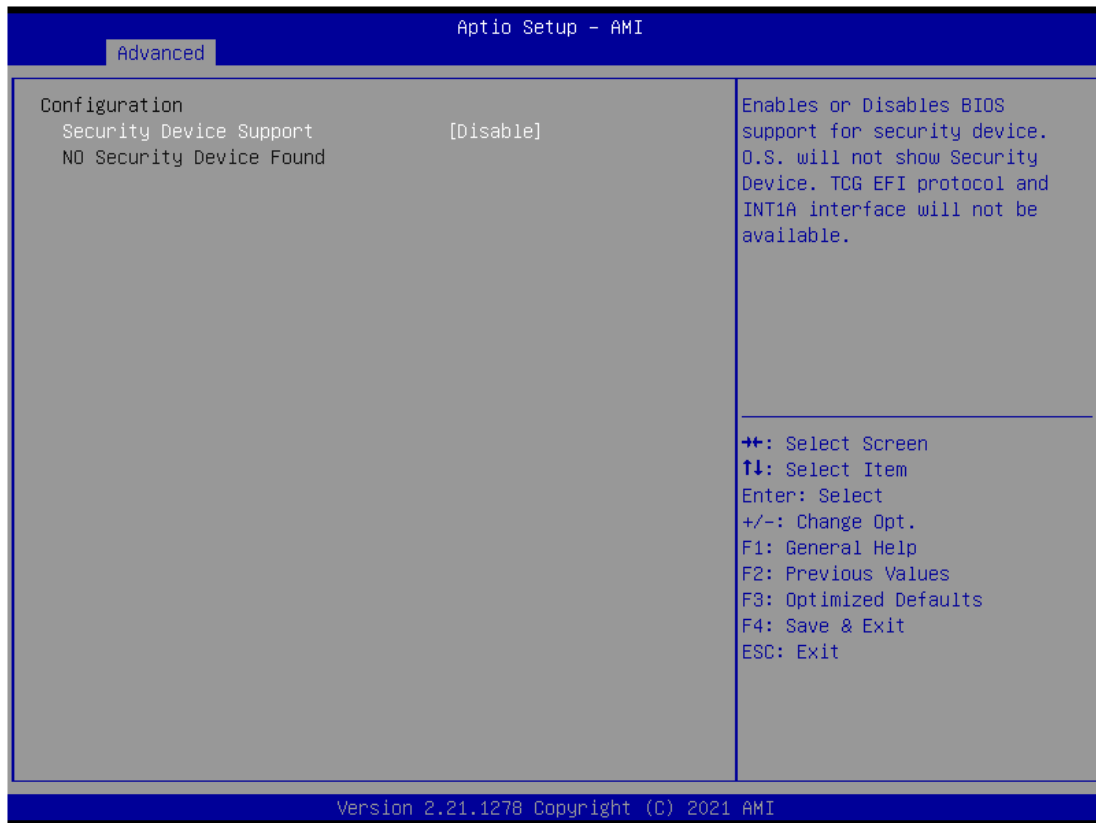 Aptio Setup – AMI
Advanced
Configuration
Security Device Support [Disable]
NO Security Device Found
Enables or Disables BIOS
support for security device.
O.S. will not show Security
Device. TCG EFI protocol and
INT1A interface will not be
available.
→←: Select Screen
↑↓: Select Item
Enter: Select
+/-: Change Opt.
F1: General Help
F2: Previous Values
F3: Optimized Defaults
F4: Save & Exit
ESC: Exit
Version 2.21.1278 Copyright (C) 2021 AMI